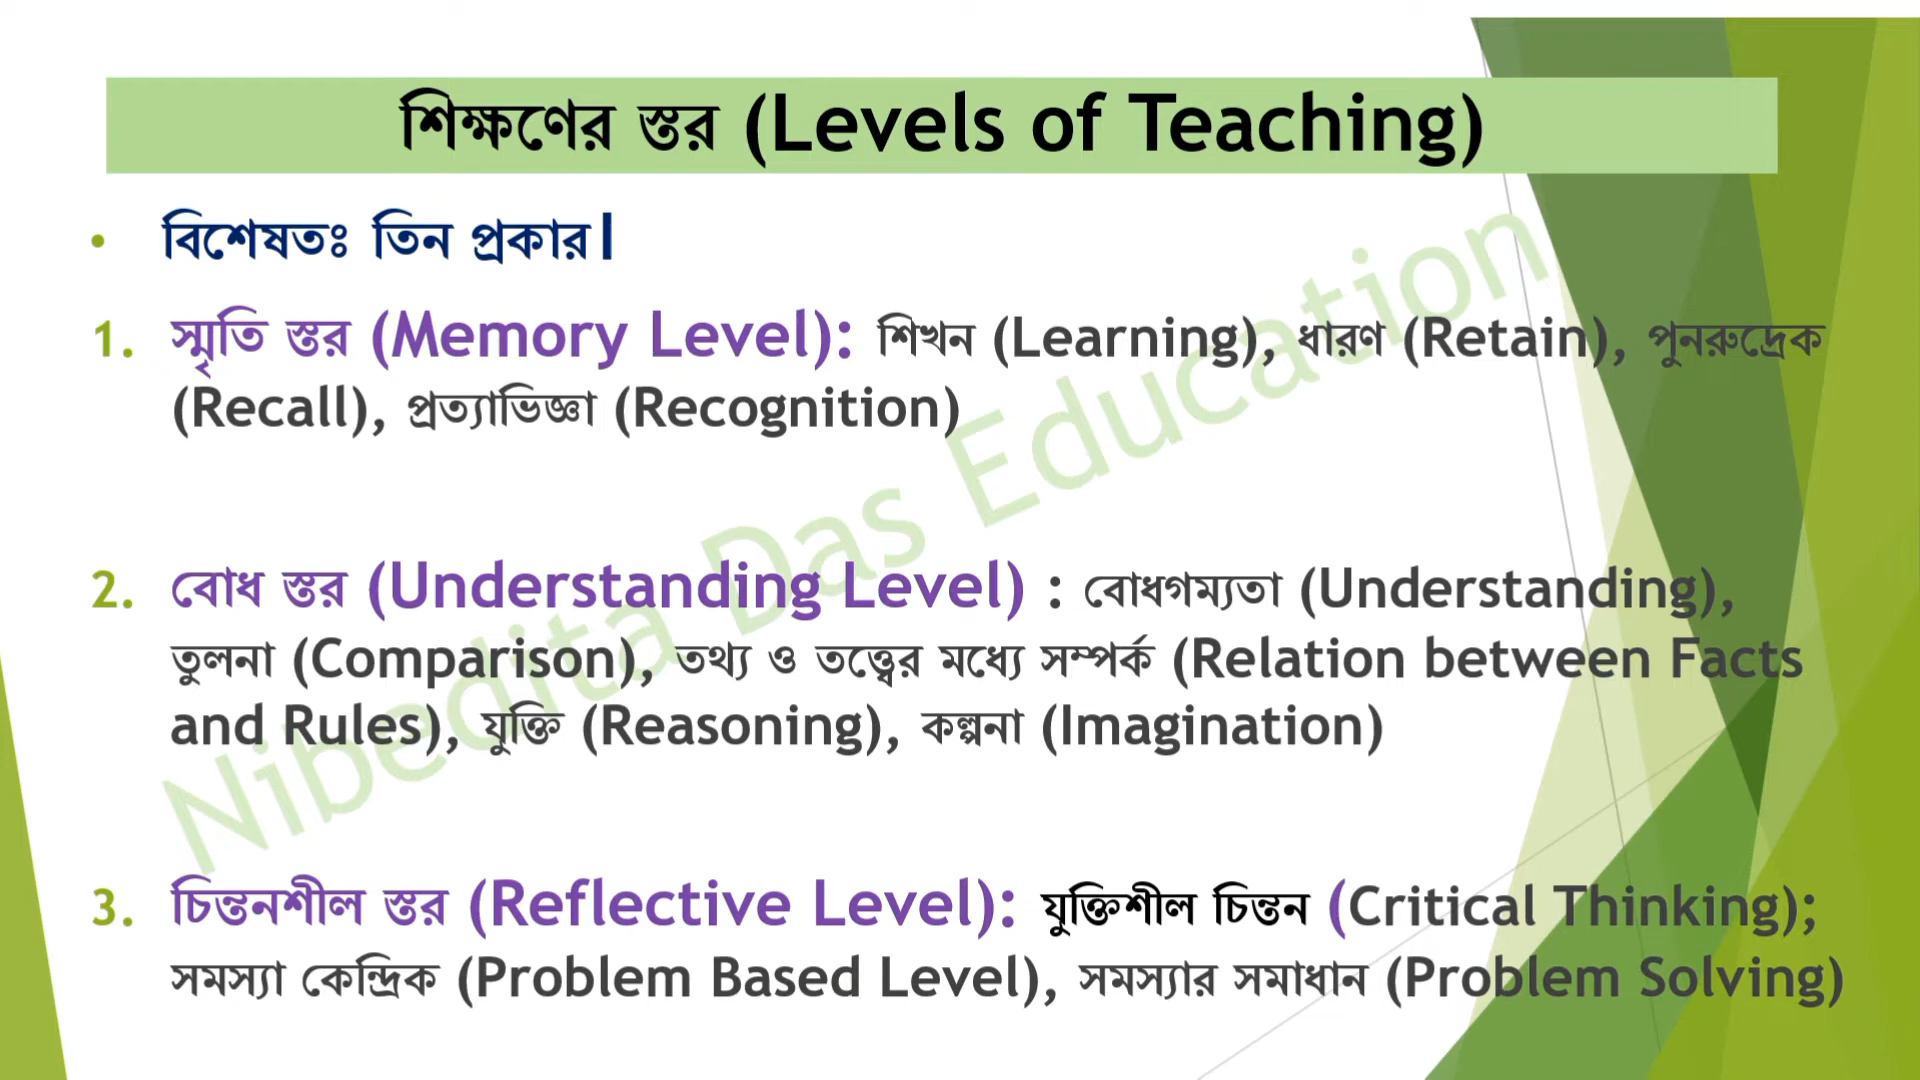 শিক্ষণের স্তর (Levels of Teaching)
• বিশেষতঃ তিন প্রকার।
1. স্মৃতি স্তর (Memory Level): শিখন (Learning), ধারণ (Retain), পুনরুদ্রেক
(Recall), প্রত্যাভিজ্ঞা (Recognition)
2. বোধ স্তর (Understanding Level) : বোধগম্যতা (Understanding),
তুলনা (Comparison), তথ্য ও তত্ত্বের মধ্যে সম্পর্ক (Relation between Facts
and Rules), যুক্তি (Reasoning), কল্পনা (Imagination)
3. চিন্তনশীল স্তর (Reflective Level): যুক্তিশীল চিন্তন (Critical Thinking);
সমস্যা কেন্দ্রিক (Problem Based Level), সমস্যার সমাধান (Problem Solving)
Nibedita Das Education